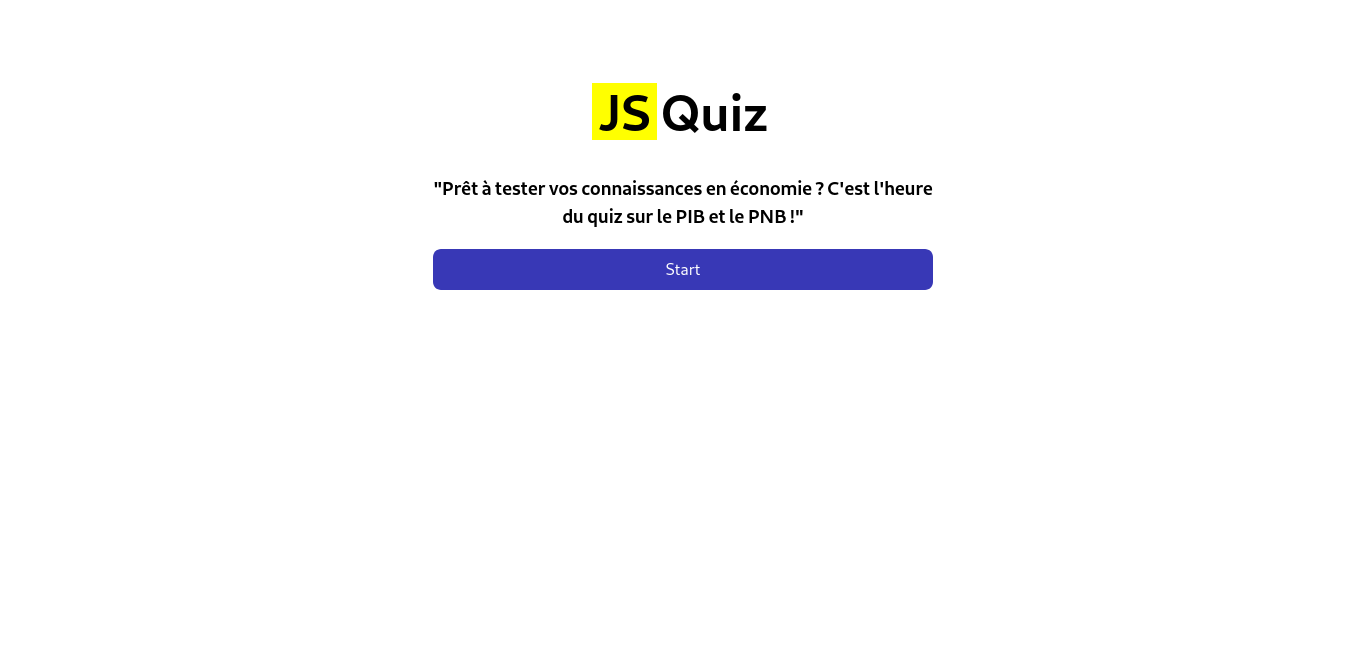 JS Quiz
"Prêt à tester vos connaissances en économie ? C'est l'heure
du quiz sur le PIB et le PNB !"
Start